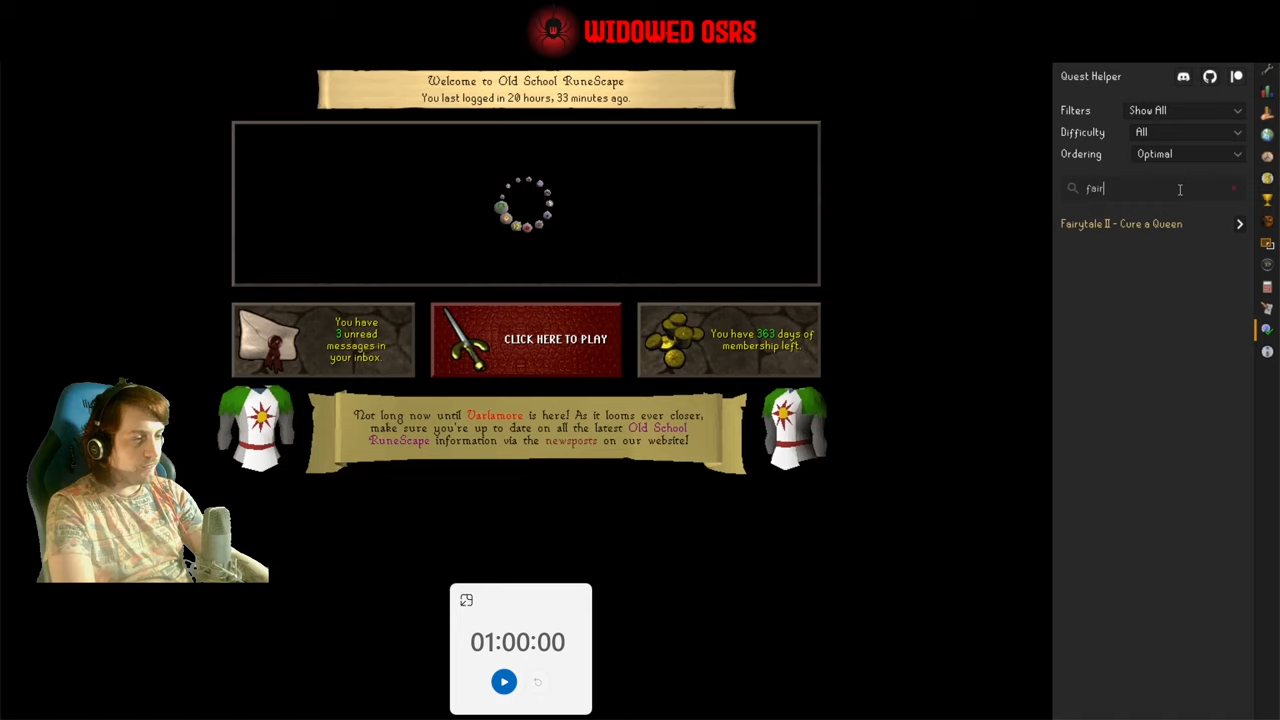 WIDOWED OSRS
Welcome to Old School RuneScape
You last logged in 20 hours, 33 minutes ago.
Quest Helper
Filters
Show All
Difficulty
All
Ordering
Optimal
fair
Fairytale II - Cure a Queen
You have
3 unread
messages in
your inbox.
CLICK HERE TO PLAY
You have 363 days of
membership left.
Not long now until Varlamore is here! As it looms ever closer,
make sure you're up to date on all the latest Old School
RuneScape information via the newsposts on our website!
01:00:00